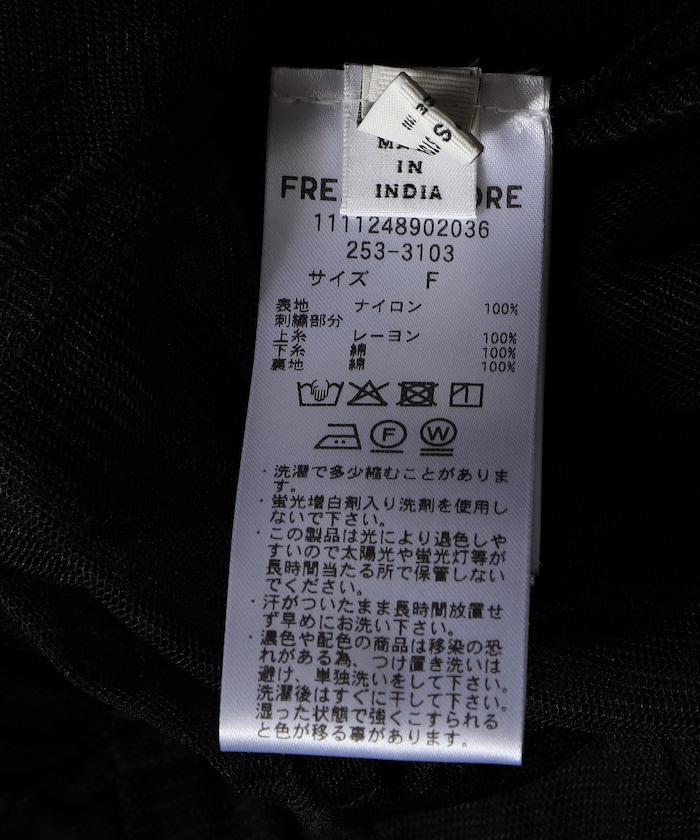 IN
INDIA
1111248902036
253-3103
サイズ F
表地 ナイロン 100%
刺繍部分
上糸 レーヨン 100%
下糸 綿 100%
裏地 綿 100%
F W
・洗濯で多少縮むことがありま
す。
・蛍光増白剤入り洗剤を使用し
ないで下さい。
・この製品は光により退色しや
すいので太陽光や蛍光灯等が
長時間当たる所で保管しない
でください。
・汗がついたまま長時間放置せ
ず早めにお洗い下さい。
・濃色や配色の商品は移染の恐
れがある為、つけ置き洗いは
避け、単独洗いをして下さい。
洗濯後はすぐに干して下さい。
湿った状態で強くこすられる
と色が移る事があります。